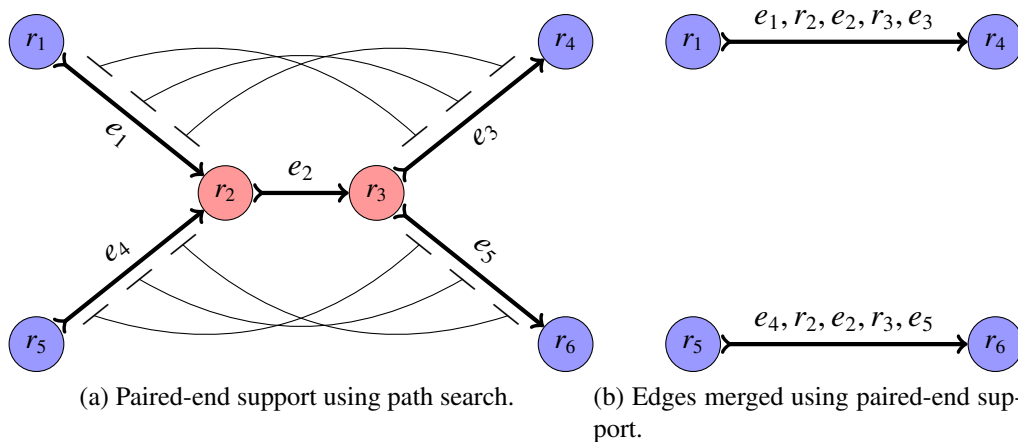 r1
r4
r1
e1, r2, e2, r3, e3
r4
e1
e3
r2
e2
r3
e4
e5
r5
r6
r5
e4, r2, e2, r3, e5
r6
(a) Paired-end support using path search.
(b) Edges merged using paired-end sup-
port.